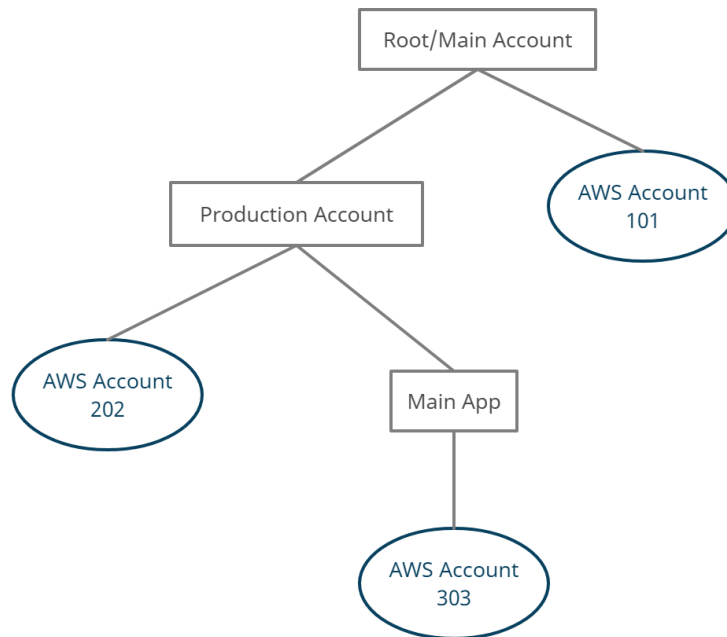 Root/Main Account
AWS Account
101
Production Account
AWS Account
202
Main App
AWS Account
303